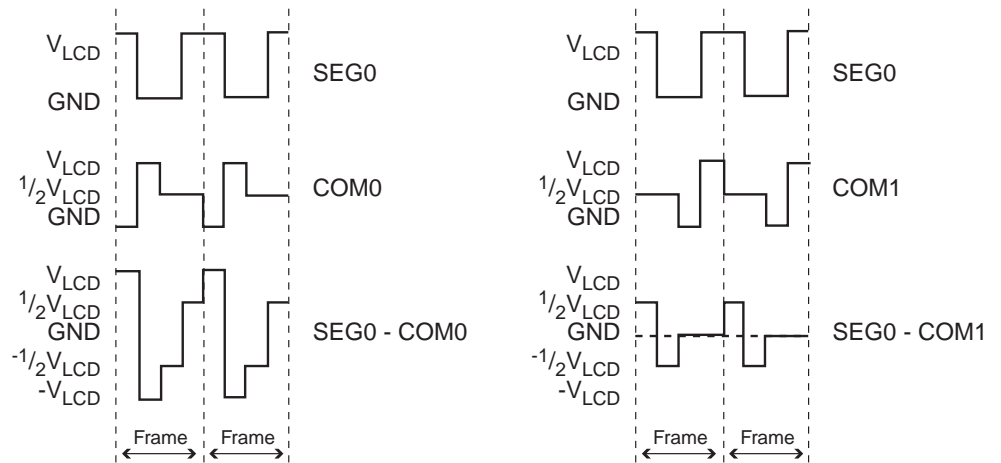 V_LCD
GND
SEG0
V_LCD
1/2V_LCD
GND
COM0
V_LCD
1/2V_LCD
GND
-1/2V_LCD
-V_LCD
SEG0 - COM0
Frame Frame
V_LCD
GND
SEG0
V_LCD
1/2V_LCD
GND
COM1
V_LCD
1/2V_LCD
GND
-1/2V_LCD
-V_LCD
SEG0 - COM1
Frame Frame